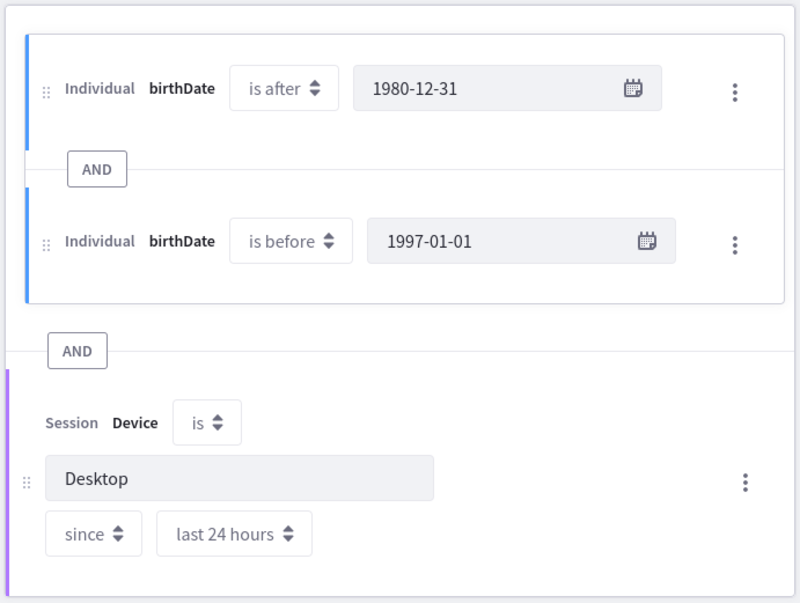 Individual birthDate is after 1980-12-31
AND
Individual birthDate is before 1997-01-01
AND
Session Device is
Desktop
since last 24 hours